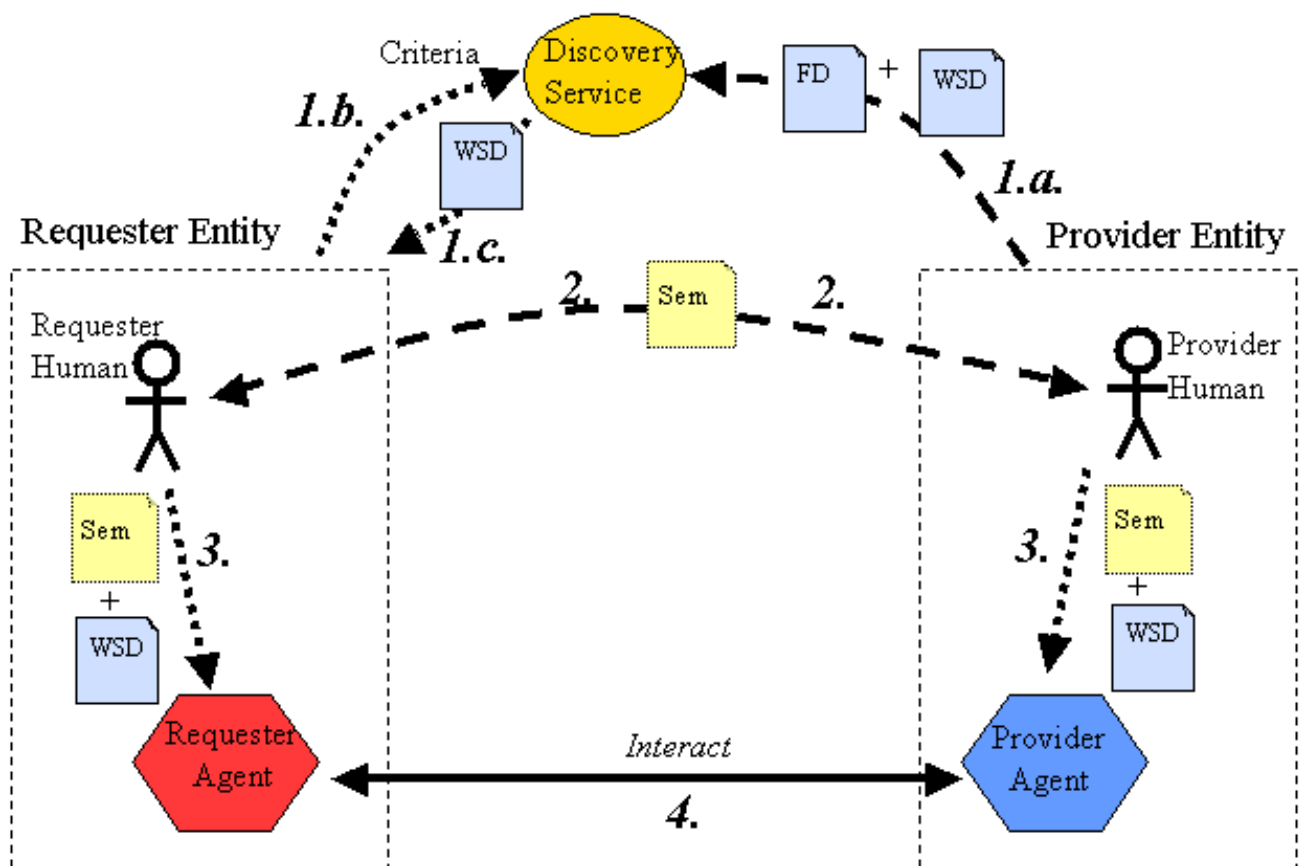 Criteria
Discovery
Service
FD
+
WSD
1.b.
WSD
1.a.
1.c.
Requester Entity
Provider Entity
2.
Sem
2.
Requester
Human
Provider
Human
Sem
3.
+
WSD
3.
Sem
+
WSD
Requester
Agent
Interact
4.
Provider
Agent